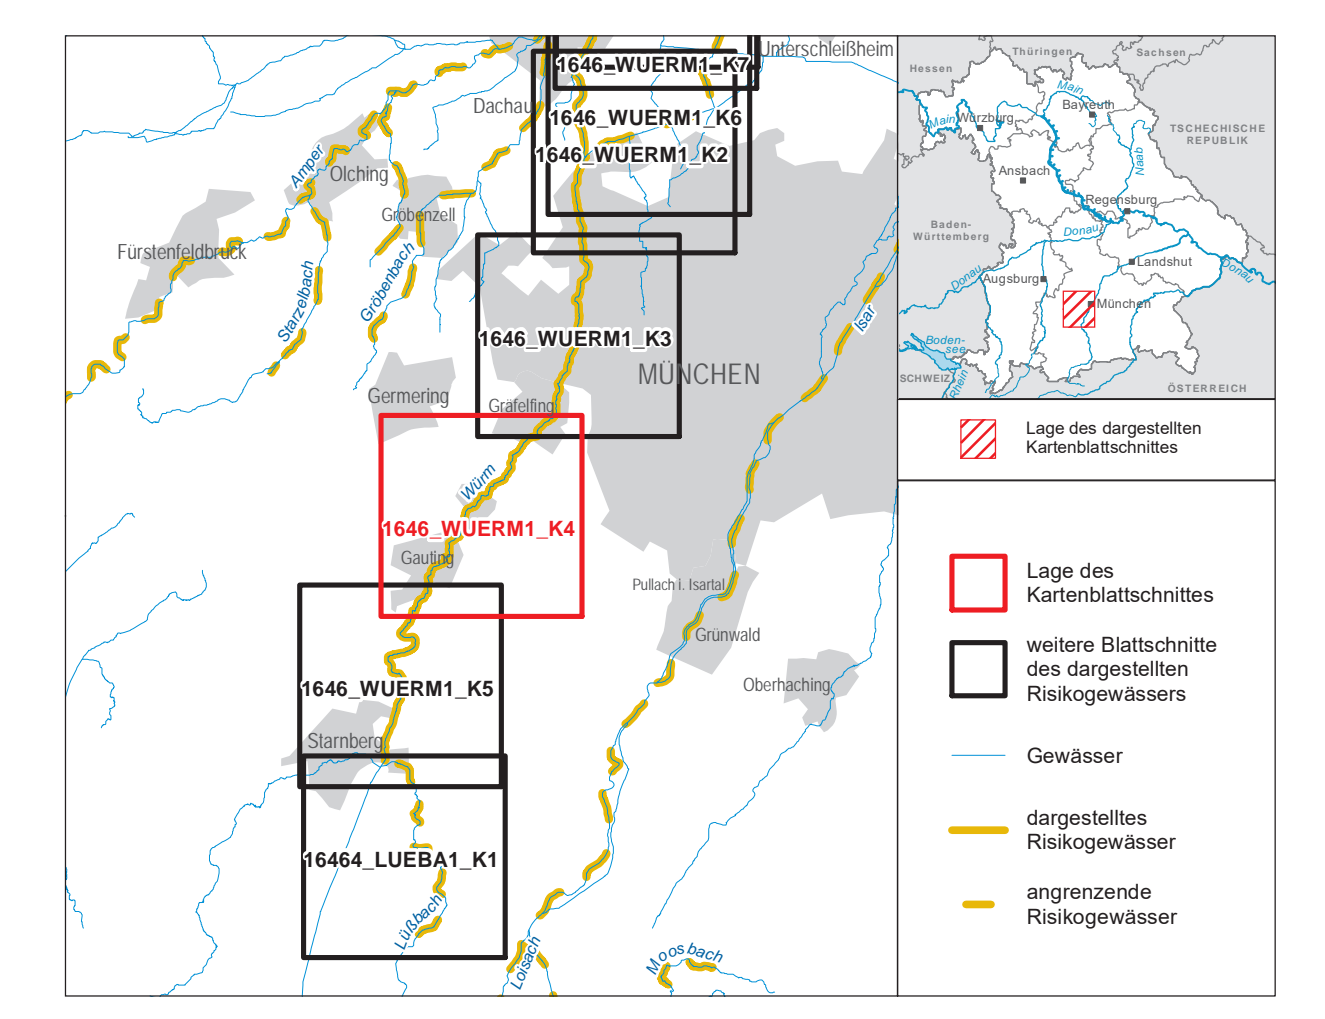 Unterschleißheim
1646_WUERM1_K7
Dachau
1646_WUERM1_K6
1646_WUERM1_K2
Amper
Olching
Gröbenzell
Fürstenfeldbruck
Starzelbach
Gröbenbach
Isar
1646_WUERM1_K3
MÜNCHEN
Germering
Gräfelfing
Würm
1646_WUERM1_K4
Gauting
Pullach i. Isartal
Grünwald
Oberhaching
1646_WUERM1_K5
Starnberg
16464_LUEBA1_K1
Lüßbach
Loisach
Moosbach
Thüringen
Sachsen
Hessen
Main
Bayreuth
Main
Würzburg
TSCHECHISCHE
REPUBLIK
Naab
Ansbach
Regensburg
Baden-
Württemberg
Donau
Landshut
Donau
Augsburg
Donau
München
Boden-
see
SCHWEIZ
Rhein
ÖSTERREICH
Lage des dargestellten
Kartenblattschnittes
Lage des
Kartenblattschnittes
weitere Blattschnitte
des dargestellten
Risikogewässers
Gewässer
dargestelltes
Risikogewässer
angrenzende
Risikogewässer